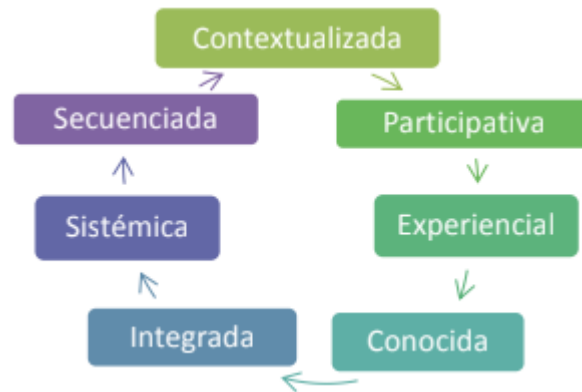 Contextualizada
Participativa
Experiencial
Conocida
Integrada
Sistémica
Secuenciada